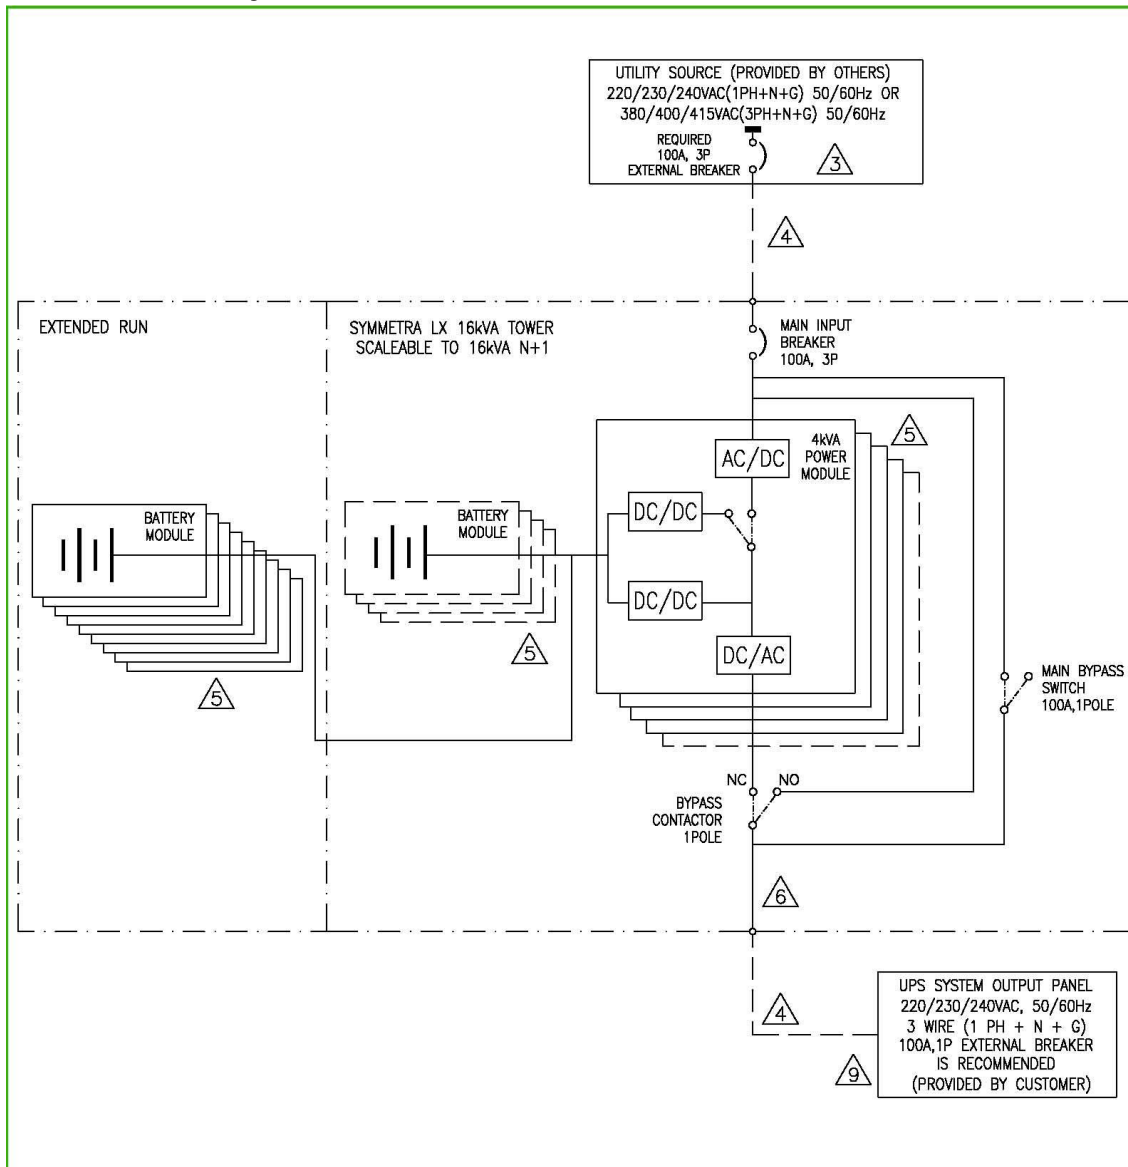 UTILITY SOURCE (PROVIDED BY OTHERS)
220/230/240VAC(1PH+N+G) 50/60Hz OR
380/400/415VAC(3PH+N+G) 50/60Hz
REQUIRED
100A, 3P
EXTERNAL BREAKER
3
4
EXTENDED RUN
SYMMETRA LX 16kVA TOWER
SCALEABLE TO 16kVA N+1
MAIN INPUT
BREAKER
100A, 3P
5
4kVA
POWER
MODULE
AC/DC
BATTERY
MODULE
BATTERY
MODULE
DC/DC
DC/DC
DC/AC
5
5
MAIN BYPASS
SWITCH
100A,1POLE
NC
NO
BYPASS
CONTACTOR
1POLE
6
4
9
UPS SYSTEM OUTPUT PANEL
220/230/240VAC, 50/60Hz
3 WIRE (1 PH + N + G)
100A,1P EXTERNAL BREAKER
IS RECOMMENDED
(PROVIDED BY CUSTOMER)